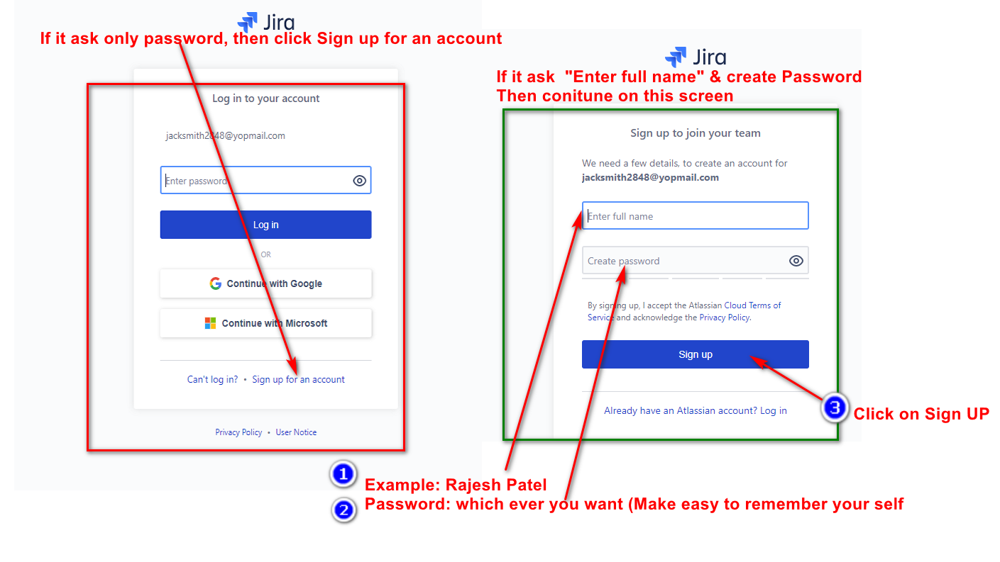 Jira
If it ask only password, then click Sign up for an account
Log in to your account
jacksmith2848@yopmail.com
Enter password
Log in
OR
Continue with Google
Continue with Microsoft
Can't log in? • Sign up for an account
Privacy Policy • User Notice
Jira
If it ask "Enter full name" & create Password
Then conitune on this screen
Sign up to join your team
We need a few details, to create an account for
jacksmith2848@yopmail.com
Enter full name
Create password
By signing up, I accept the Atlassian Cloud Terms of
Service and acknowledge the Privacy Policy.
Sign up
Already have an Atlassian account? Log in
3 Click on Sign UP
1 Example: Rajesh Patel
2 Password: which ever you want (Make easy to remember your self